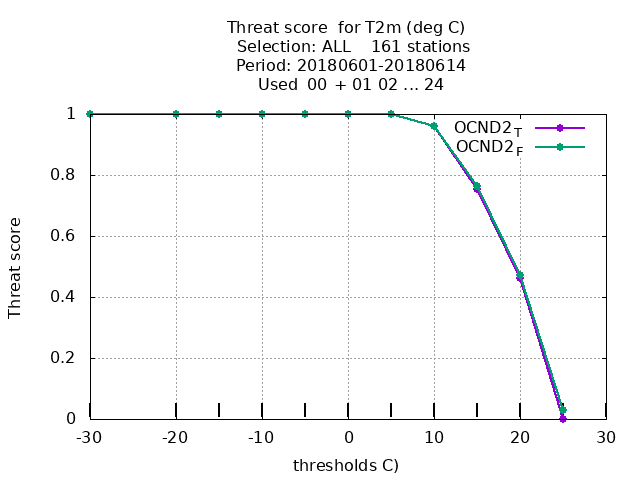 Threat score  for T2m (deg C)
Selection: ALL    161 stations
Period: 20180601-20180614
Used  00 + 01 02 ... 24
OCND2T
OCND2F
Threat score
1
0.8
0.6
0.4
0.2
0
-30 -20 -10 0 10 20 30
thresholds C)